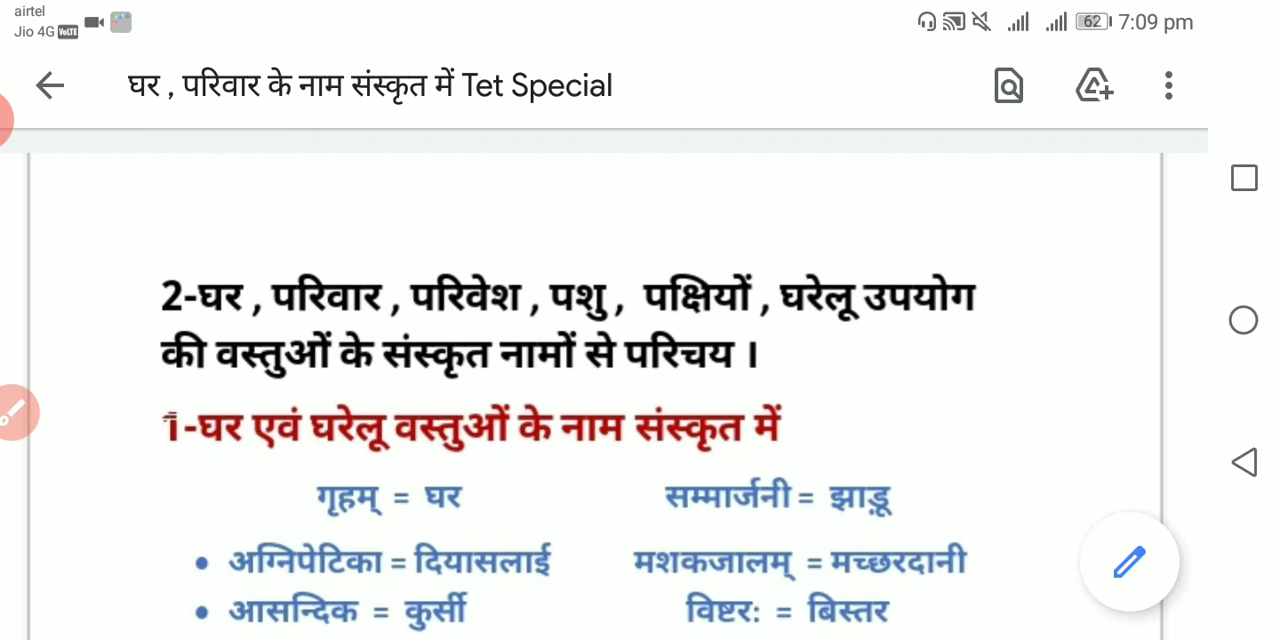 airtel
Jio 4G VoLTE
62 7:09 pm
घर , परिवार के नाम संस्कृत में Tet Special
2-घर , परिवार , परिवेश , पशु , पक्षियों , घरेलू उपयोग
की वस्तुओं के संस्कृत नामों से परिचय ।
1-घर एवं घरेलू वस्तुओं के नाम संस्कृत में
गृहम् = घर सम्मार्जनी = झाड़ू
• अग्निपेटिका = दियासलाई मशकजालम् = मच्छरदानी
• आसन्दिक = कुर्सी विष्टर: = बिस्तर